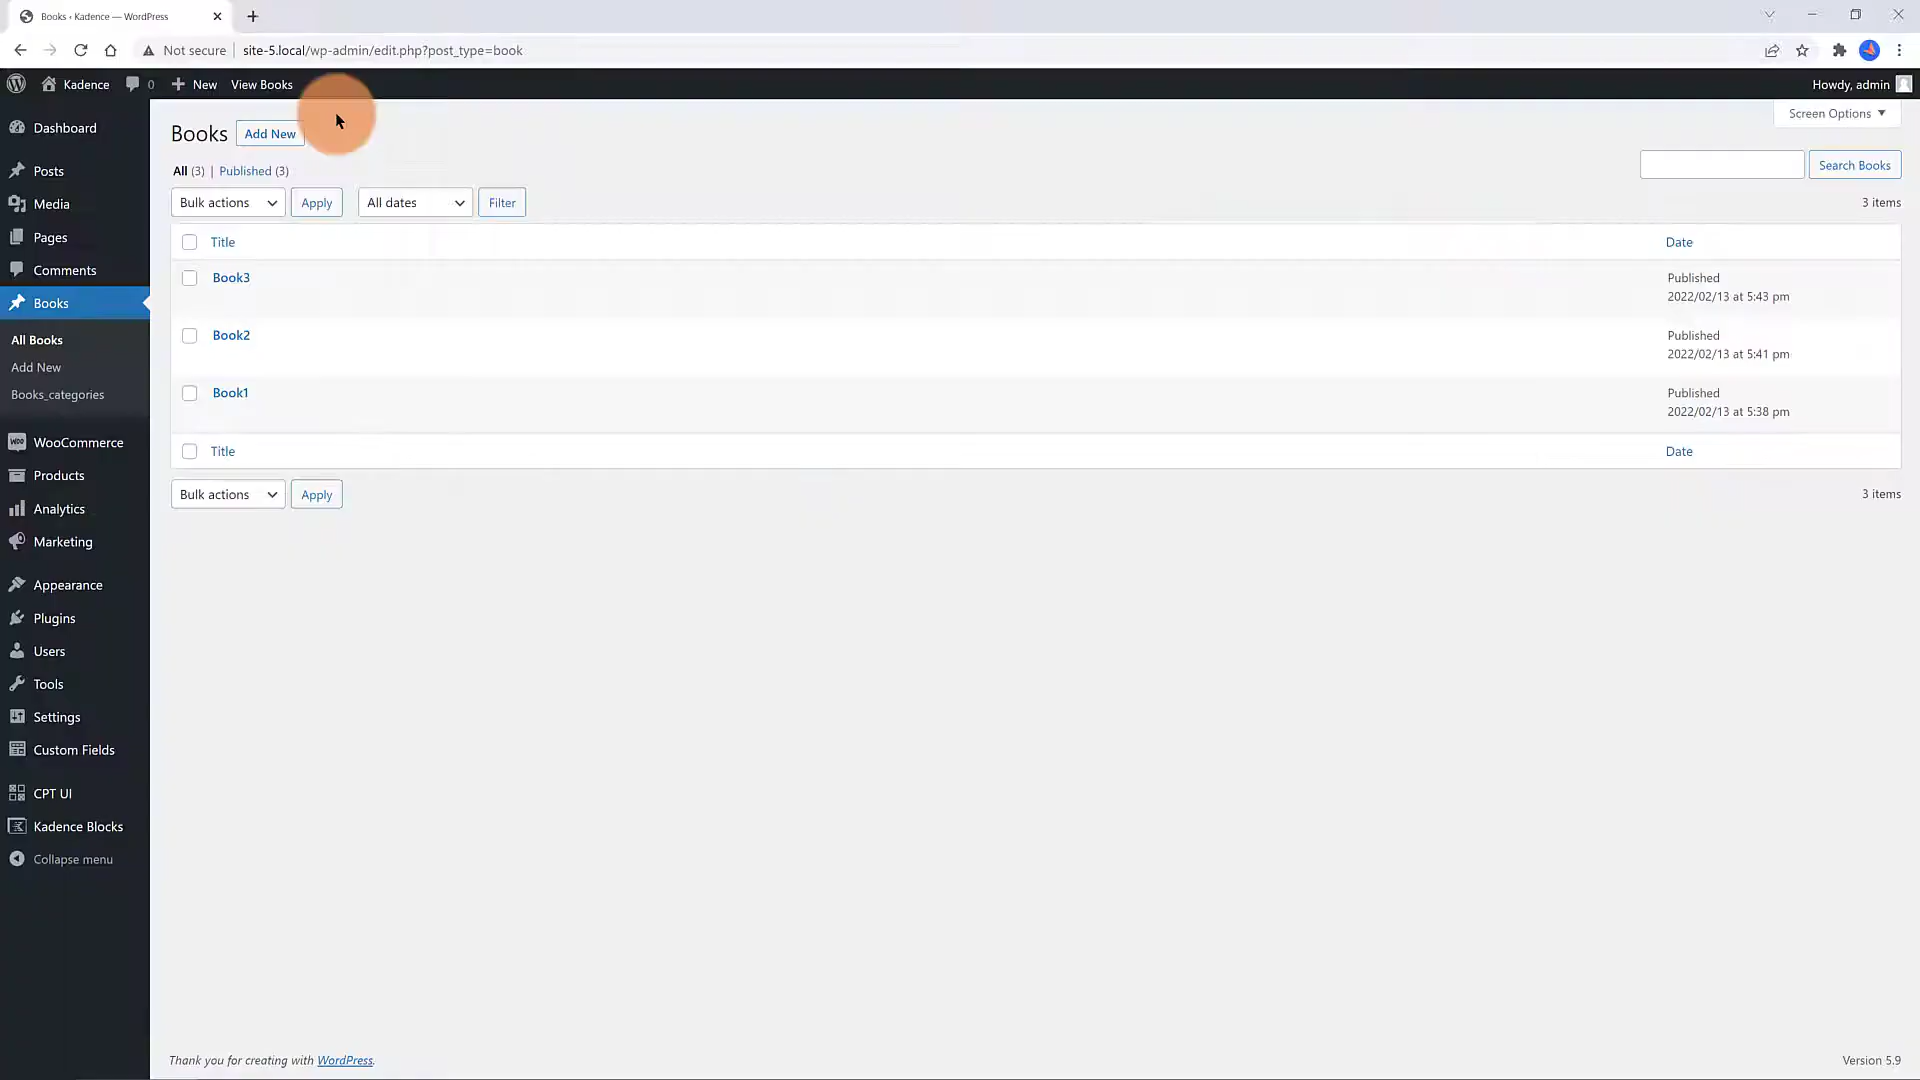 Books ‹ Kadence — WordPress
Not secure site-5.local/wp-admin/edit.php?post_type=book
Kadence 0 New View Books Howdy, admin
Screen Options
Dashboard
Posts
Media
Pages
Comments
Books
All Books
Add New
Books_categories
WooCommerce
Products
Analytics
Marketing
Appearance
Plugins
Users
Tools
Settings
Custom Fields
CPT UI
Kadence Blocks
Collapse menu
Books Add New
All (3) | Published (3)
Search Books
Bulk actions Apply All dates Filter 3 items
Title Date
Book3 Published
2022/02/13 at 5:43 pm
Book2 Published
2022/02/13 at 5:41 pm
Book1 Published
2022/02/13 at 5:38 pm
Title Date
Bulk actions Apply 3 items
Thank you for creating with WordPress. Version 5.9